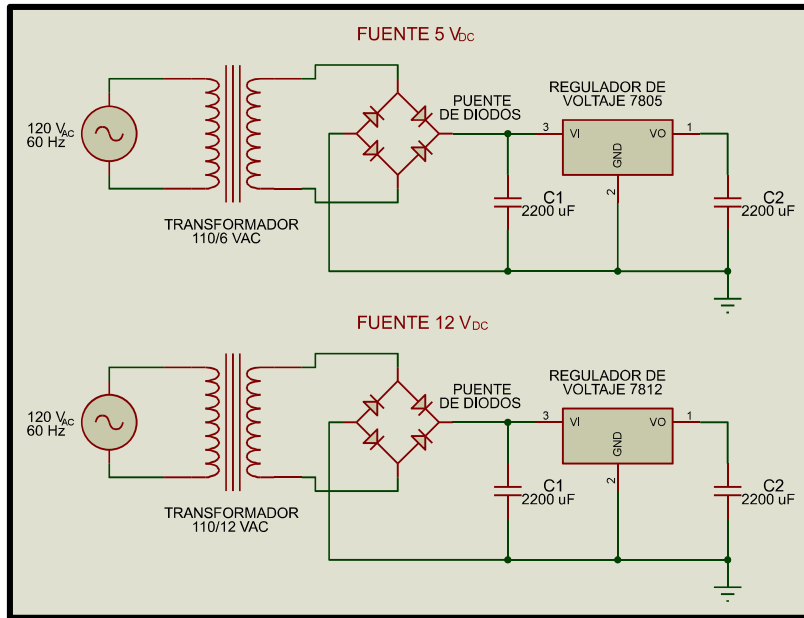 FUENTE 5 VDC
120 VAC
60 Hz
TRANSFORMADOR
110/6 VAC
PUENTE
DE DIODOS
REGULADOR DE
VOLTAJE 7805
3
VI
VO
1
GND
2
C1
2200 uF
C2
2200 uF
FUENTE 12 VDC
120 VAC
60 Hz
TRANSFORMADOR
110/12 VAC
PUENTE
DE DIODOS
REGULADOR DE
VOLTAJE 7812
3
VI
VO
1
GND
2
C1
2200 uF
C2
2200 uF